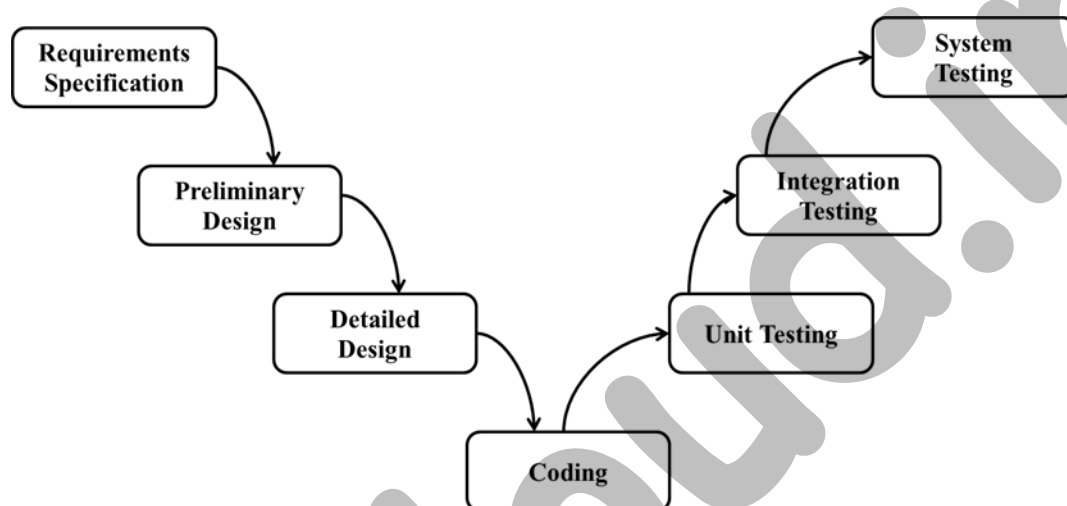 Requirements
Specification
Preliminary
Design
Detailed
Design
Coding
Unit Testing
Integration
Testing
System
Testing